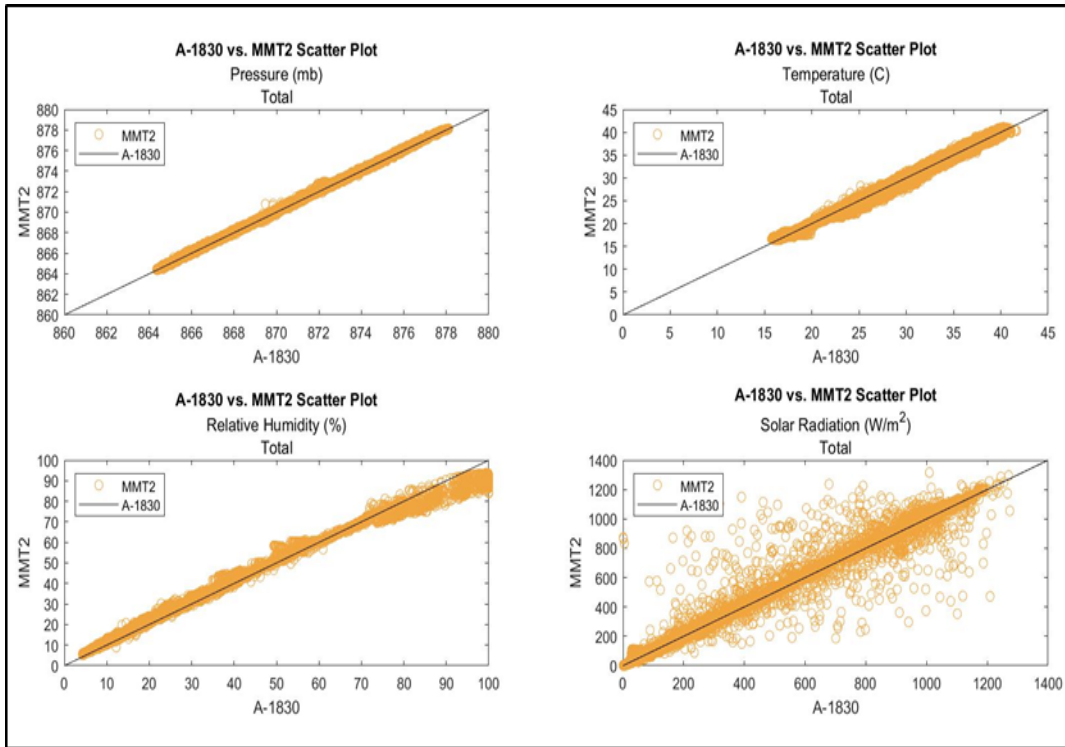 A-1830 vs. MMT2 Scatter Plot
Pressure (mb)
Total
880
878
876
874
872
870
868
866
864
862
860
MMT2
MMT2
A-1830
860 862 864 866 868 870 872 874 876 878 880
A-1830
A-1830 vs. MMT2 Scatter Plot
Temperature (C)
Total
45
40
35
30
25
20
15
10
5
0
MMT2
MMT2
A-1830
0 5 10 15 20 25 30 35 40 45
A-1830
A-1830 vs. MMT2 Scatter Plot
Relative Humidity (%)
Total
100
90
80
70
60
50
40
30
20
10
0
MMT2
MMT2
A-1830
0 10 20 30 40 50 60 70 80 90 100
A-1830
A-1830 vs. MMT2 Scatter Plot
Solar Radiation (W/m²)
Total
1400
1200
1000
800
600
400
200
0
MMT2
MMT2
A-1830
0 200 400 600 800 1000 1200 1400
A-1830